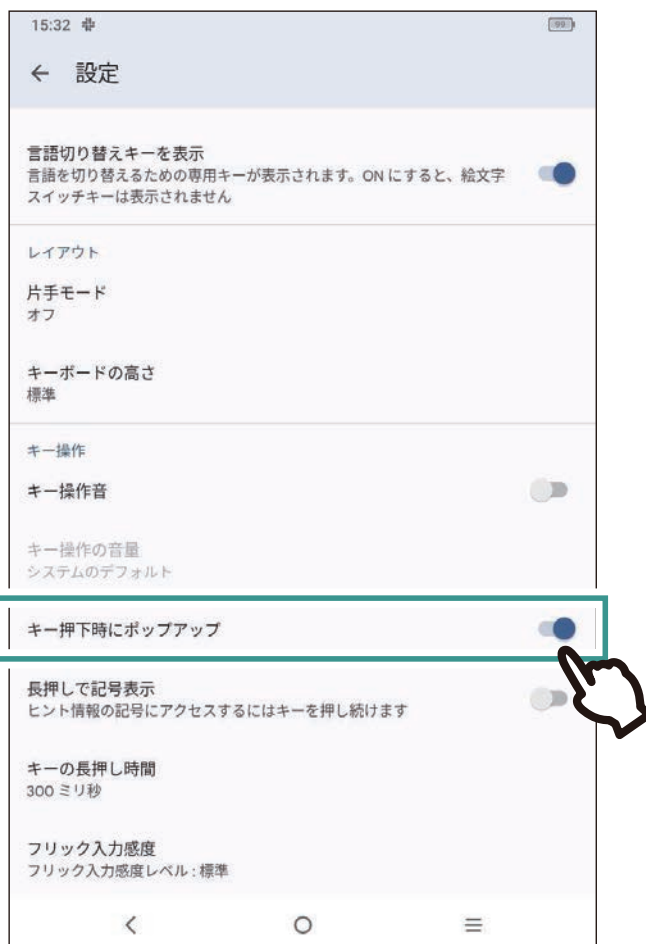 15:32
99
設定
言語切り替えキーを表示
言語を切り替えるための専用キーが表示されます。ON にすると、絵文字
スイッチキーは表示されません
レイアウト
片手モード
オフ
キーボードの高さ
標準
キー操作
キー操作音
キー操作の音量
システムのデフォルト
キー押下時にポップアップ
長押しで記号表示
ヒント情報の記号にアクセスするにはキーを押し続けます
キーの長押し時間
300 ミリ秒
フリック入力感度
フリック入力感度レベル : 標準